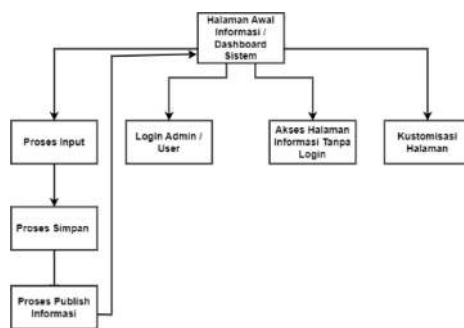 Halaman Awal
Informasi /
Dashboard
Sistem
Proses Input
Login Admin /
User
Akses Halaman
Informasi Tanpa
Login
Kustomisasi
Halaman
Proses Simpan
Proses Publish
Informasi